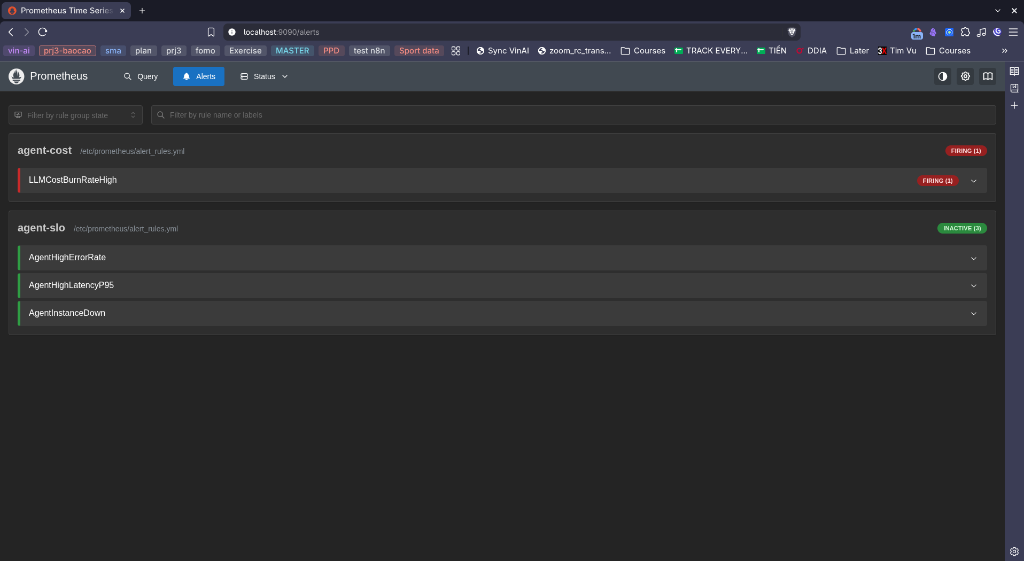 Prometheus Time Series
localhost:9090/alerts
vin-ai prj3-baocao sma plan prj3 fomo Exercise MASTER PPD test n8n Sport data Sync VinAI zoom_rc_trans... Courses TRACK EVERY... TIẾN DDIA Later Tim Vu Courses »
Prometheus Query Alerts Status
Filter by rule group state Filter by rule name or labels
agent-cost /etc/prometheus/alert_rules.yml FIRING (1)
LLMCostBurnRateHigh FIRING (1)
agent-slo /etc/prometheus/alert_rules.yml INACTIVE (3)
AgentHighErrorRate
AgentHighLatencyP95
AgentInstanceDown